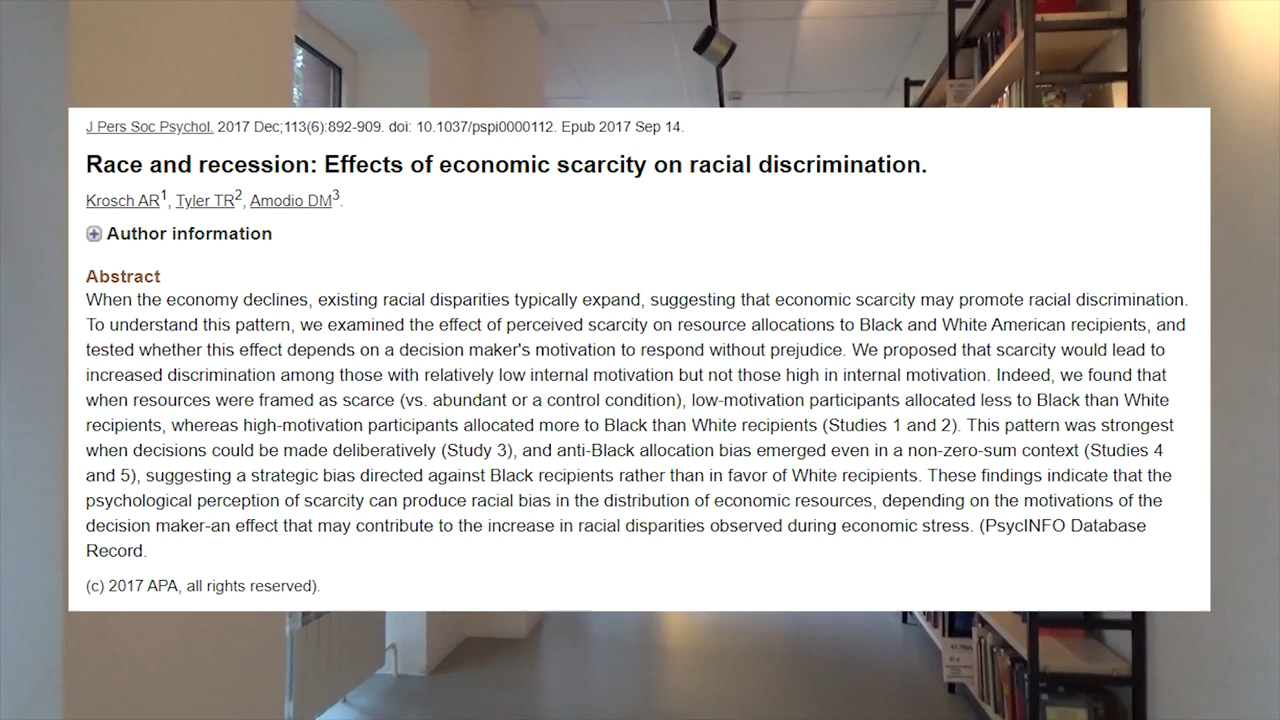 J Pers Soc Psychol. 2017 Dec;113(6):892-909. doi: 10.1037/pspi0000112. Epub 2017 Sep 14.
Race and recession: Effects of economic scarcity on racial discrimination.
Krosch AR1, Tyler TR2, Amodio DM3.
Author information
Abstract
When the economy declines, existing racial disparities typically expand, suggesting that economic scarcity may promote racial discrimination.
To understand this pattern, we examined the effect of perceived scarcity on resource allocations to Black and White American recipients, and
tested whether this effect depends on a decision maker's motivation to respond without prejudice. We proposed that scarcity would lead to
increased discrimination among those with relatively low internal motivation but not those high in internal motivation. Indeed, we found that
when resources were framed as scarce (vs. abundant or a control condition), low-motivation participants allocated less to Black than White
recipients, whereas high-motivation participants allocated more to Black than White recipients (Studies 1 and 2). This pattern was strongest
when decisions could be made deliberatively (Study 3), and anti-Black allocation bias emerged even in a non-zero-sum context (Studies 4
and 5), suggesting a strategic bias directed against Black recipients rather than in favor of White recipients. These findings indicate that the
psychological perception of scarcity can produce racial bias in the distribution of economic resources, depending on the motivations of the
decision maker-an effect that may contribute to the increase in racial disparities observed during economic stress. (PsycINFO Database
Record.
(c) 2017 APA, all rights reserved).